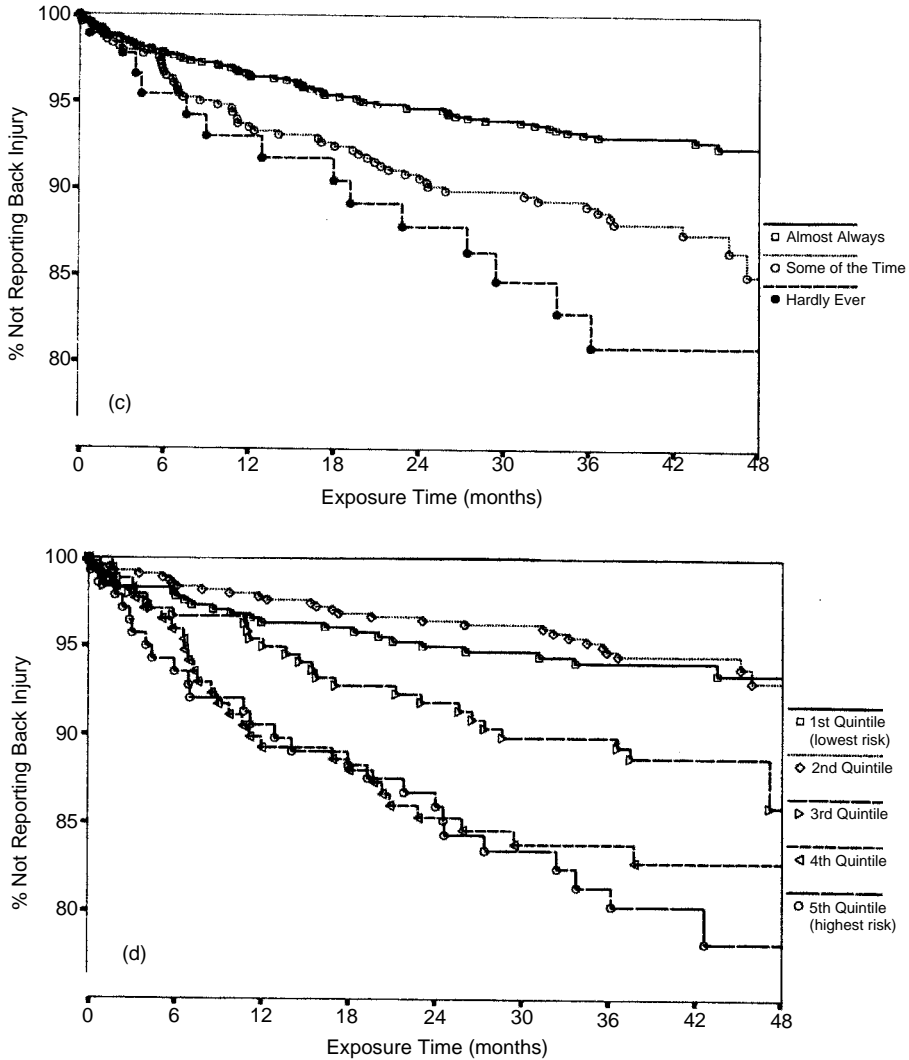 100
95
90
85
80
% Not Reporting Back Injury
(c)
Almost Always
Some of the Time
Hardly Ever
0 6 12 18 24 30 36 42 48
Exposure Time (months)
100
95
90
85
80
% Not Reporting Back Injury
(d)
1st Quintile
(lowest risk)
2nd Quintile
3rd Quintile
4th Quintile
5th Quintile
(highest risk)
0 6 12 18 24 30 36 42 48
Exposure Time (months)